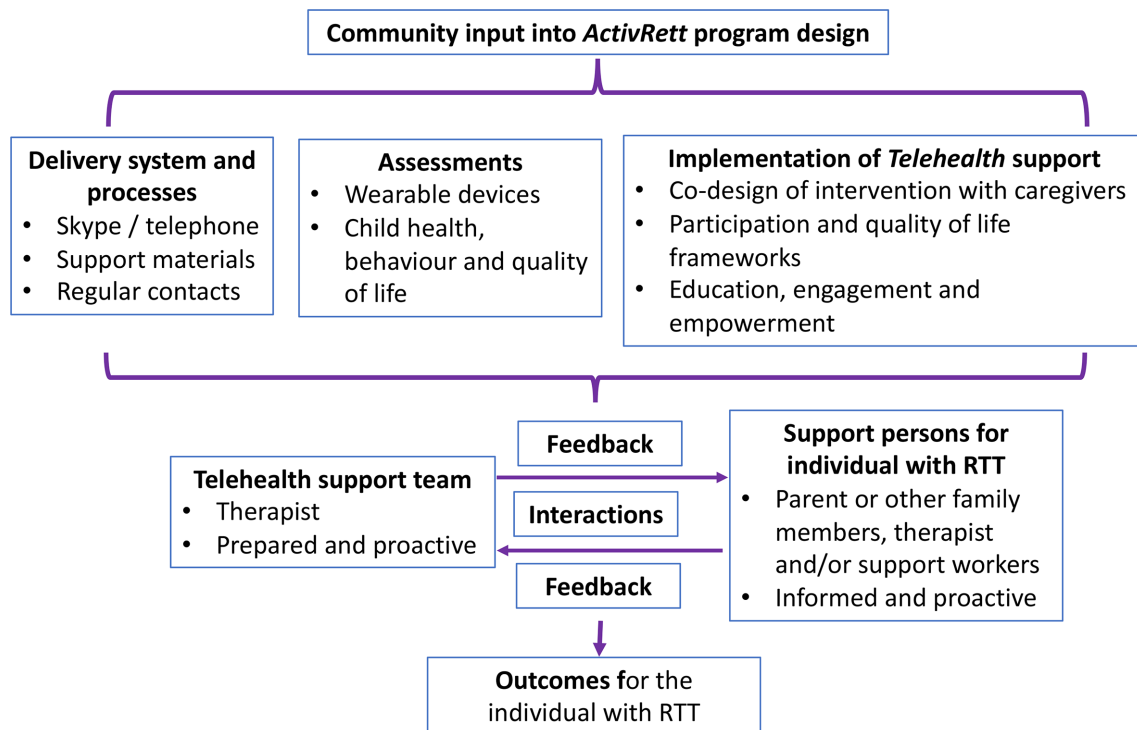 Community input into ActivRett program design
Delivery system and
processes
• Skype / telephone
• Support materials
• Regular contacts
Assessments
• Wearable devices
• Child health,
behaviour and quality
of life
Implementation of Telehealth support
• Co-design of intervention with caregivers
• Participation and quality of life
frameworks
• Education, engagement and
empowerment
Feedback
Telehealth support team
• Therapist
• Prepared and proactive
Interactions
Feedback
Support persons for
individual with RTT
• Parent or other family
members, therapist
and/or support workers
• Informed and proactive
Outcomes for the
individual with RTT